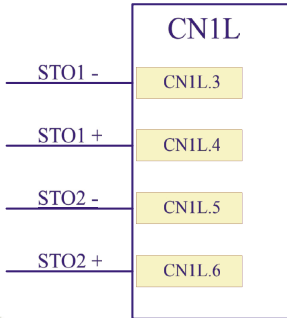 CN1L
STO1 - CN1L.3
STO1 + CN1L.4
STO2 - CN1L.5
STO2 + CN1L.6